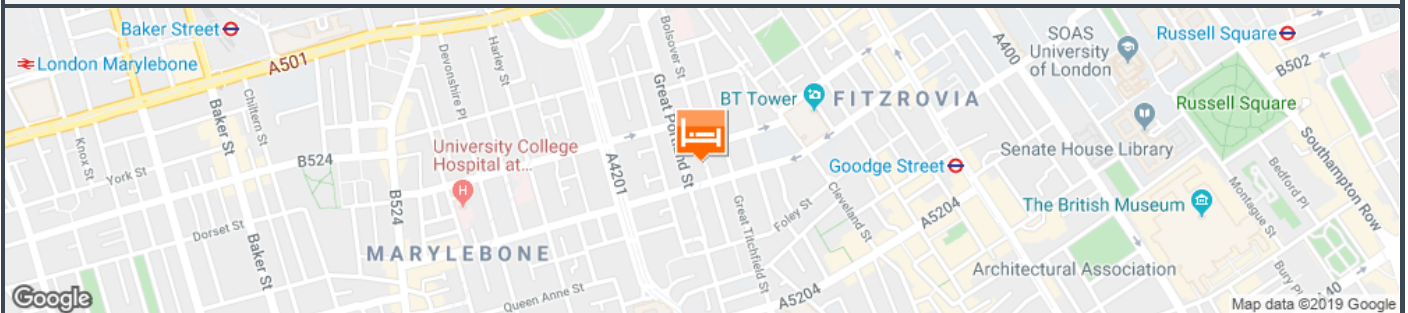 Baker Street
London Marylebone
A501
Harley St
Devonshire Pl
Chiltern St
Baker St
Knox St
York St
B524
B524
Dorset St
Baker St
University College
Hospital at...
MARYLEBONE
A4201
Queen Anne St
Bolsover St
Great Portland St
BT Tower
FITZROVIA
Goodge Street
Great Titchfield St
Foley St
Cleveland St
A5204
A5204
A400
SOAS
University
of London
Russell Square
B502
Russell Square
Senate House Library
Southampton Row
Bedford Pl
Montague St
The British Museum
Architectural Association
Bury Pl
A40
Google
Map data ©2019 Google